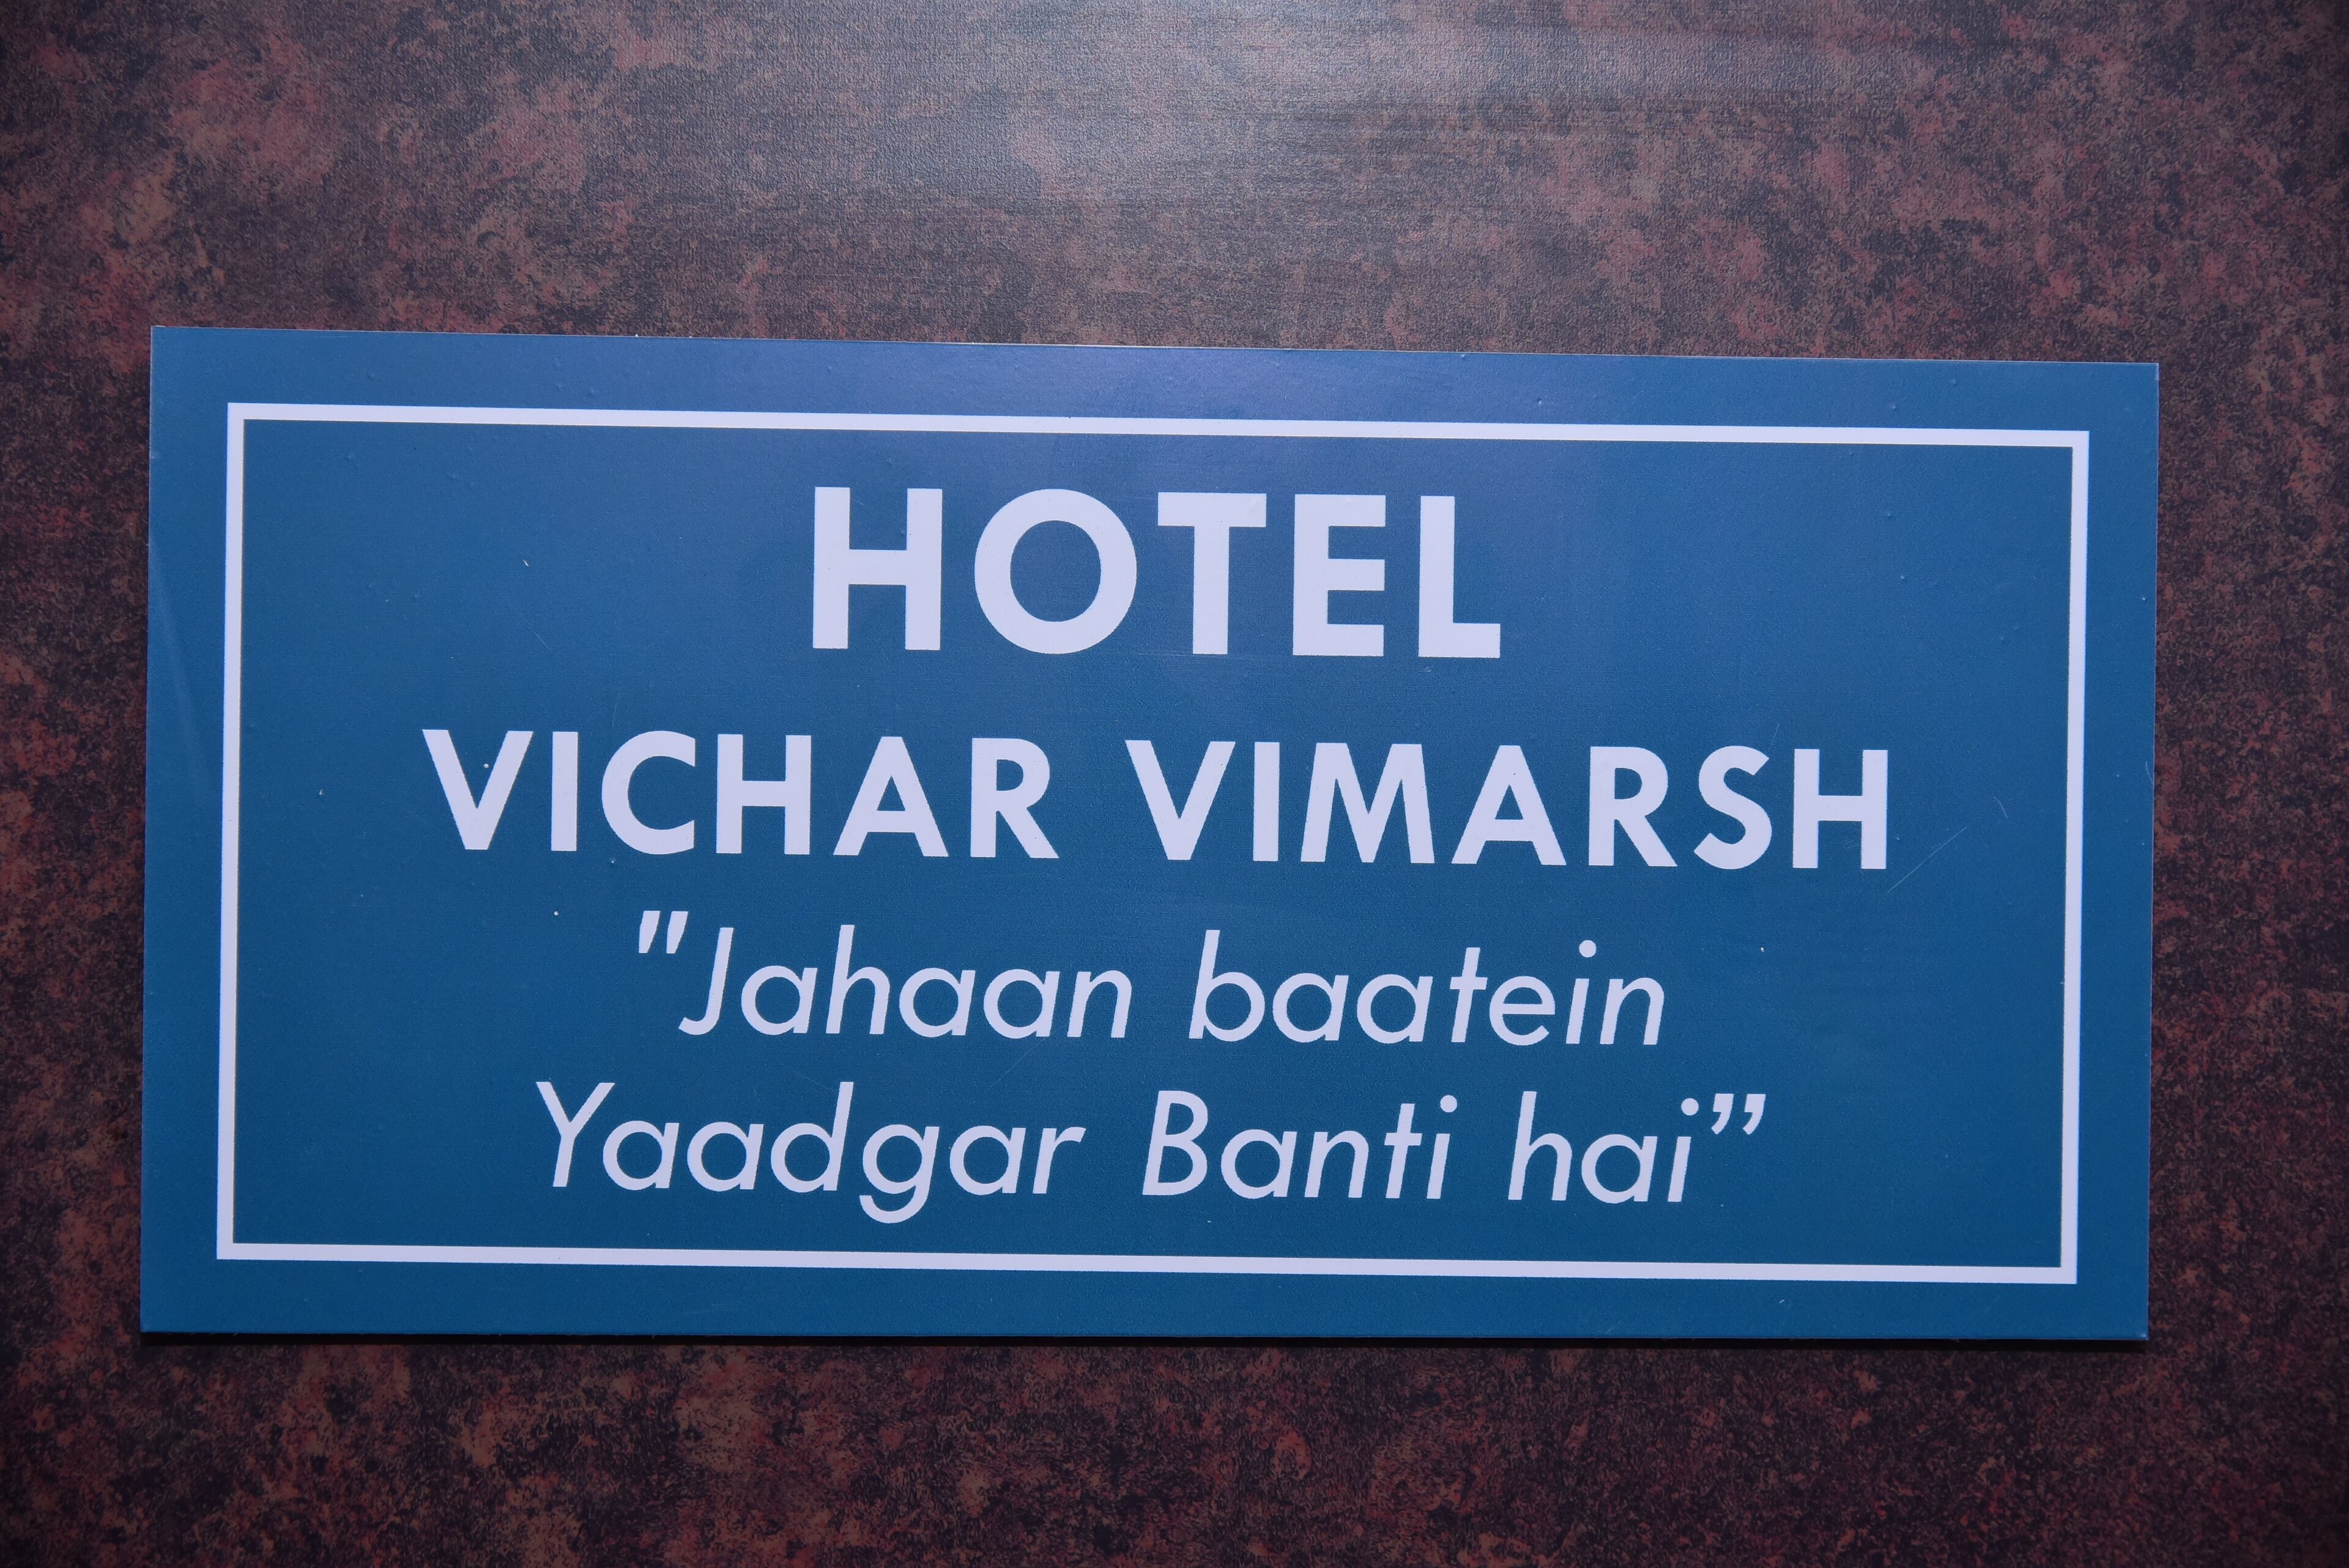 HOTEL
VICHAR VIMARSH
"Jahaan baatein
Yaadgar Banti hai”